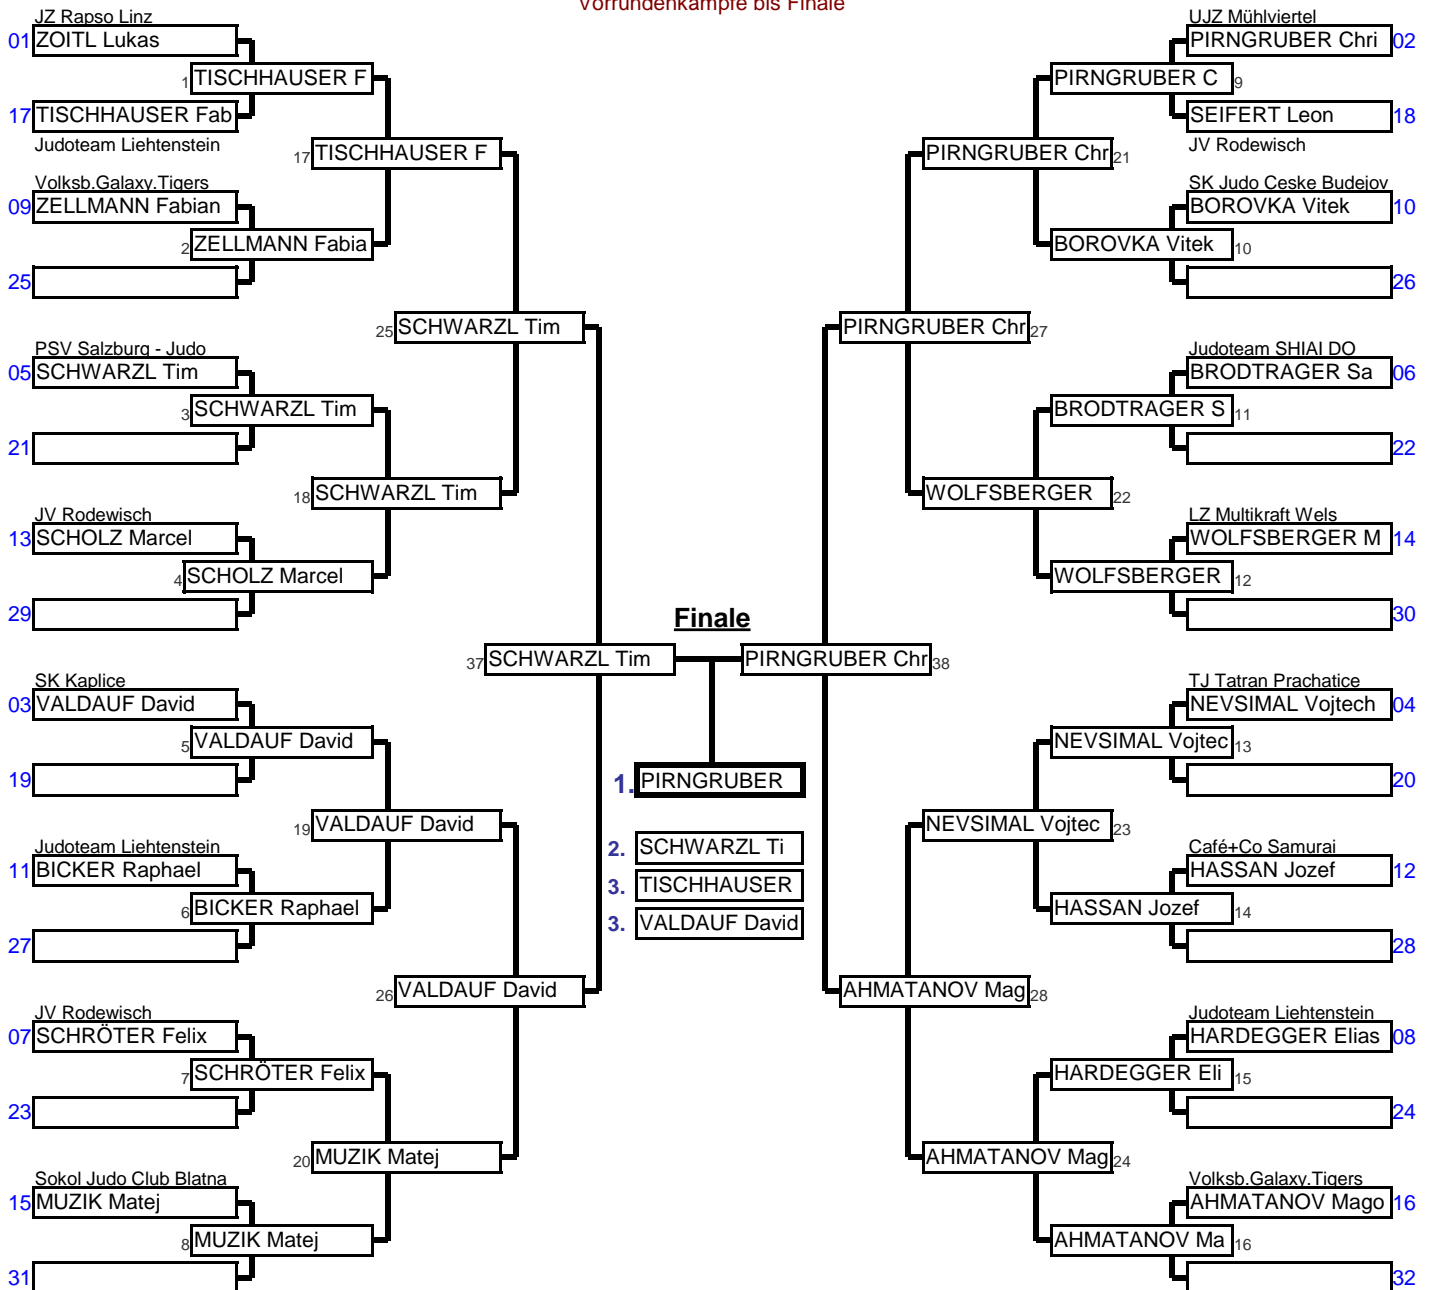 Vorrundenkämpfe bis Finale
JZ Rapso Linz
01 ZOITL Lukas
1 TISCHHAUSER F
17 TISCHHAUSER Fab
Judoteam Liehtenstein
17 TISCHHAUSER F
Volksb.Galaxy.Tigers
09 ZELLMANN Fabian
2 ZELLMANN Fabia
25
25 SCHWARZL Tim
PSV Salzburg - Judo
05 SCHWARZL Tim
3 SCHWARZL Tim
21
18 SCHWARZL Tim
JV Rodewisch
13 SCHOLZ Marcel
4 SCHOLZ Marcel
29
37 SCHWARZL Tim
SK Kaplice
03 VALDAUF David
5 VALDAUF David
19
19 VALDAUF David
Judoteam Liehtenstein
11 BICKER Raphael
6 BICKER Raphael
27
26 VALDAUF David
JV Rodewisch
07 SCHRÖTER Felix
7 SCHRÖTER Felix
23
20 MUZIK Matej
Sokol Judo Club Blatna
15 MUZIK Matej
8 MUZIK Matej
31
Finale
1. PIRNGRUBER
2. SCHWARZL Ti
3. TISCHHAUSER
3. VALDAUF David
UJZ Mühlviertel
PIRNGRUBER Chri 02
PIRNGRUBER C 9
SEIFERT Leon 18
JV Rodewisch
PIRNGRUBER Chr 21
SK Judo Ceske Budejov
BOROVKA Vitek 10
BOROVKA Vitek 10
26
PIRNGRUBER Chr 27
Judoteam SHIAI DO
BRODTRAGER Sa 06
BRODTRAGER S 11
22
WOLFSBERGER 22
LZ Multikraft Wels
WOLFSBERGER M 14
WOLFSBERGER 12
30
PIRNGRUBER Chr 38
TJ Tatran Prachatice
NEVSIMAL Vojtech 04
NEVSIMAL Vojtec 13
20
NEVSIMAL Vojtec 23
Café+Co Samurai
HASSAN Jozef 12
HASSAN Jozef 14
28
AHMATANOV Mag 28
Judoteam Liehtenstein
HARDEGGER Elias 08
HARDEGGER Eli 15
24
AHMATANOV Mag 24
Volksb.Galaxy.Tigers
AHMATANOV Mago 16
AHMATANOV Ma 16
32